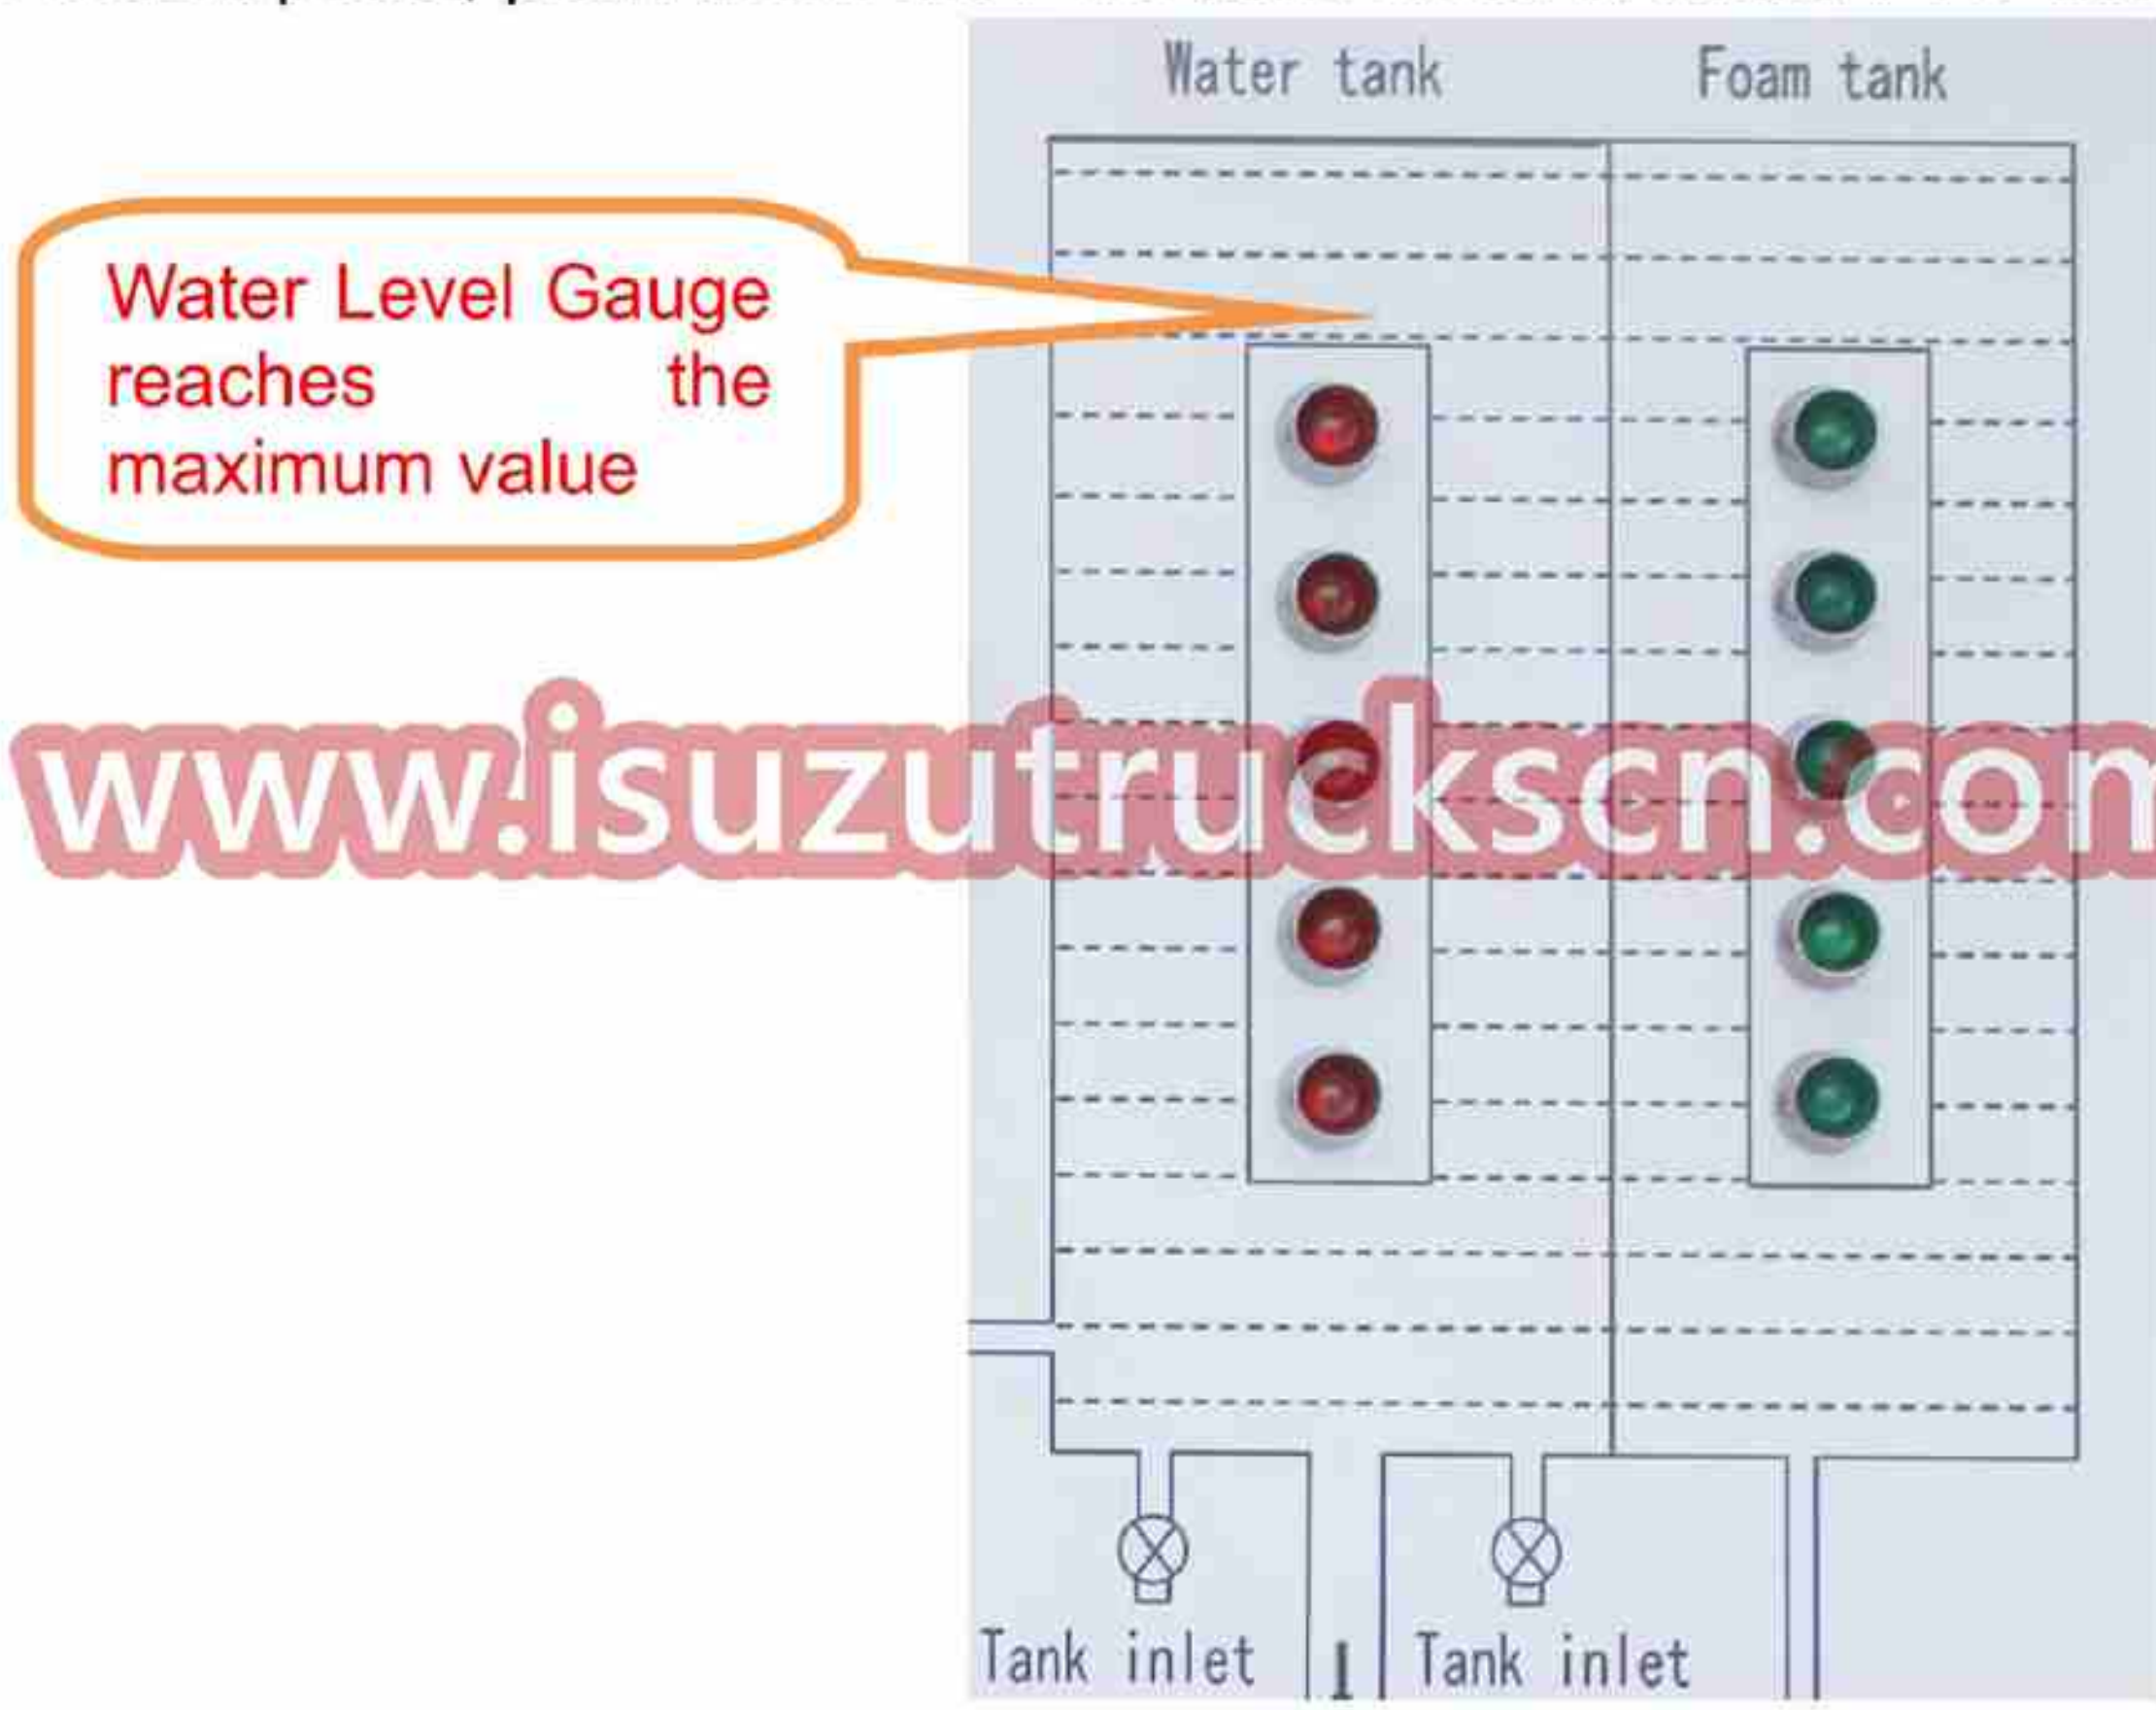 Water tank
Foam tank
Water Level Gauge
reaches the
maximum value
www.isuzutruckscn.com
Tank inlet
Tank inlet